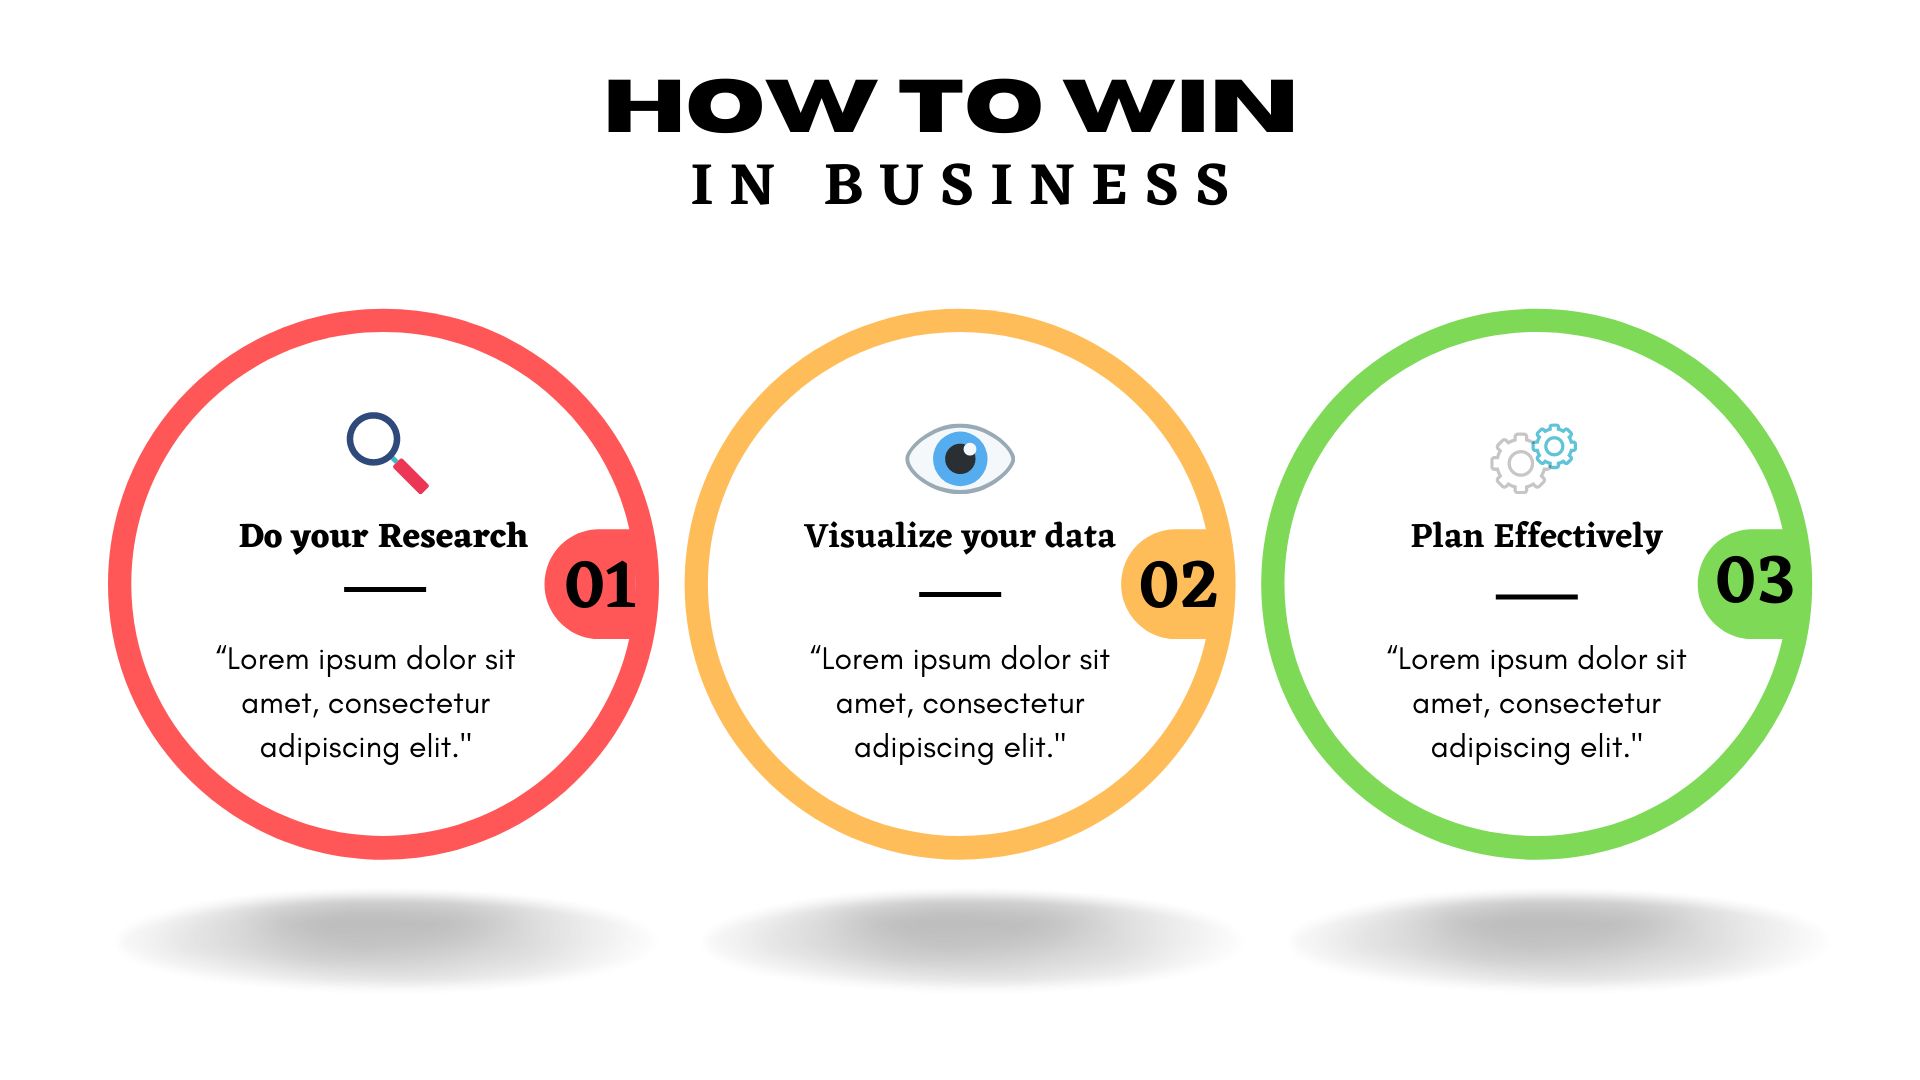 HOW TO WIN
IN BUSINESS
Do your Research
01
“Lorem ipsum dolor sit
amet, consectetur
adipiscing elit."
Visualize your data
02
“Lorem ipsum dolor sit
amet, consectetur
adipiscing elit."
Plan Effectively
03
“Lorem ipsum dolor sit
amet, consectetur
adipiscing elit."